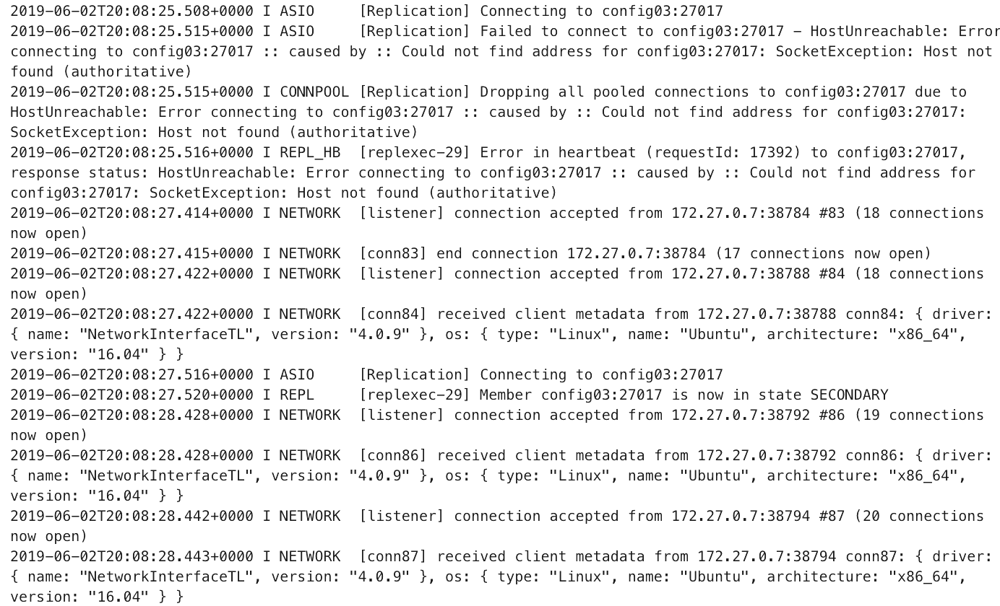 2019-06-02T20:08:25.508+0000 I ASIO     [Replication] Connecting to config03:27017
2019-06-02T20:08:25.515+0000 I ASIO     [Replication] Failed to connect to config03:27017 - HostUnreachable: Error
connecting to config03:27017 :: caused by :: Could not find address for config03:27017: SocketException: Host not
found (authoritative)
2019-06-02T20:08:25.515+0000 I CONNPOOL [Replication] Dropping all pooled connections to config03:27017 due to
HostUnreachable: Error connecting to config03:27017 :: caused by :: Could not find address for config03:27017:
SocketException: Host not found (authoritative)
2019-06-02T20:08:25.516+0000 I REPL_HB  [replexec-29] Error in heartbeat (requestId: 17392) to config03:27017,
response status: HostUnreachable: Error connecting to config03:27017 :: caused by :: Could not find address for
config03:27017: SocketException: Host not found (authoritative)
2019-06-02T20:08:27.414+0000 I NETWORK  [listener] connection accepted from 172.27.0.7:38784 #83 (18 connections
now open)
2019-06-02T20:08:27.415+0000 I NETWORK  [conn83] end connection 172.27.0.7:38784 (17 connections now open)
2019-06-02T20:08:27.422+0000 I NETWORK  [listener] connection accepted from 172.27.0.7:38788 #84 (18 connections
now open)
2019-06-02T20:08:27.422+0000 I NETWORK  [conn84] received client metadata from 172.27.0.7:38788 conn84: { driver:
{ name: "NetworkInterfaceTL", version: "4.0.9" }, os: { type: "Linux", name: "Ubuntu", architecture: "x86_64",
version: "16.04" } }
2019-06-02T20:08:27.516+0000 I ASIO     [Replication] Connecting to config03:27017
2019-06-02T20:08:27.520+0000 I REPL     [replexec-29] Member config03:27017 is now in state SECONDARY
2019-06-02T20:08:28.428+0000 I NETWORK  [listener] connection accepted from 172.27.0.7:38792 #86 (19 connections
now open)
2019-06-02T20:08:28.428+0000 I NETWORK  [conn86] received client metadata from 172.27.0.7:38792 conn86: { driver:
{ name: "NetworkInterfaceTL", version: "4.0.9" }, os: { type: "Linux", name: "Ubuntu", architecture: "x86_64",
version: "16.04" } }
2019-06-02T20:08:28.442+0000 I NETWORK  [listener] connection accepted from 172.27.0.7:38794 #87 (20 connections
now open)
2019-06-02T20:08:28.443+0000 I NETWORK  [conn87] received client metadata from 172.27.0.7:38794 conn87: { driver:
{ name: "NetworkInterfaceTL", version: "4.0.9" }, os: { type: "Linux", name: "Ubuntu", architecture: "x86_64",
version: "16.04" } }